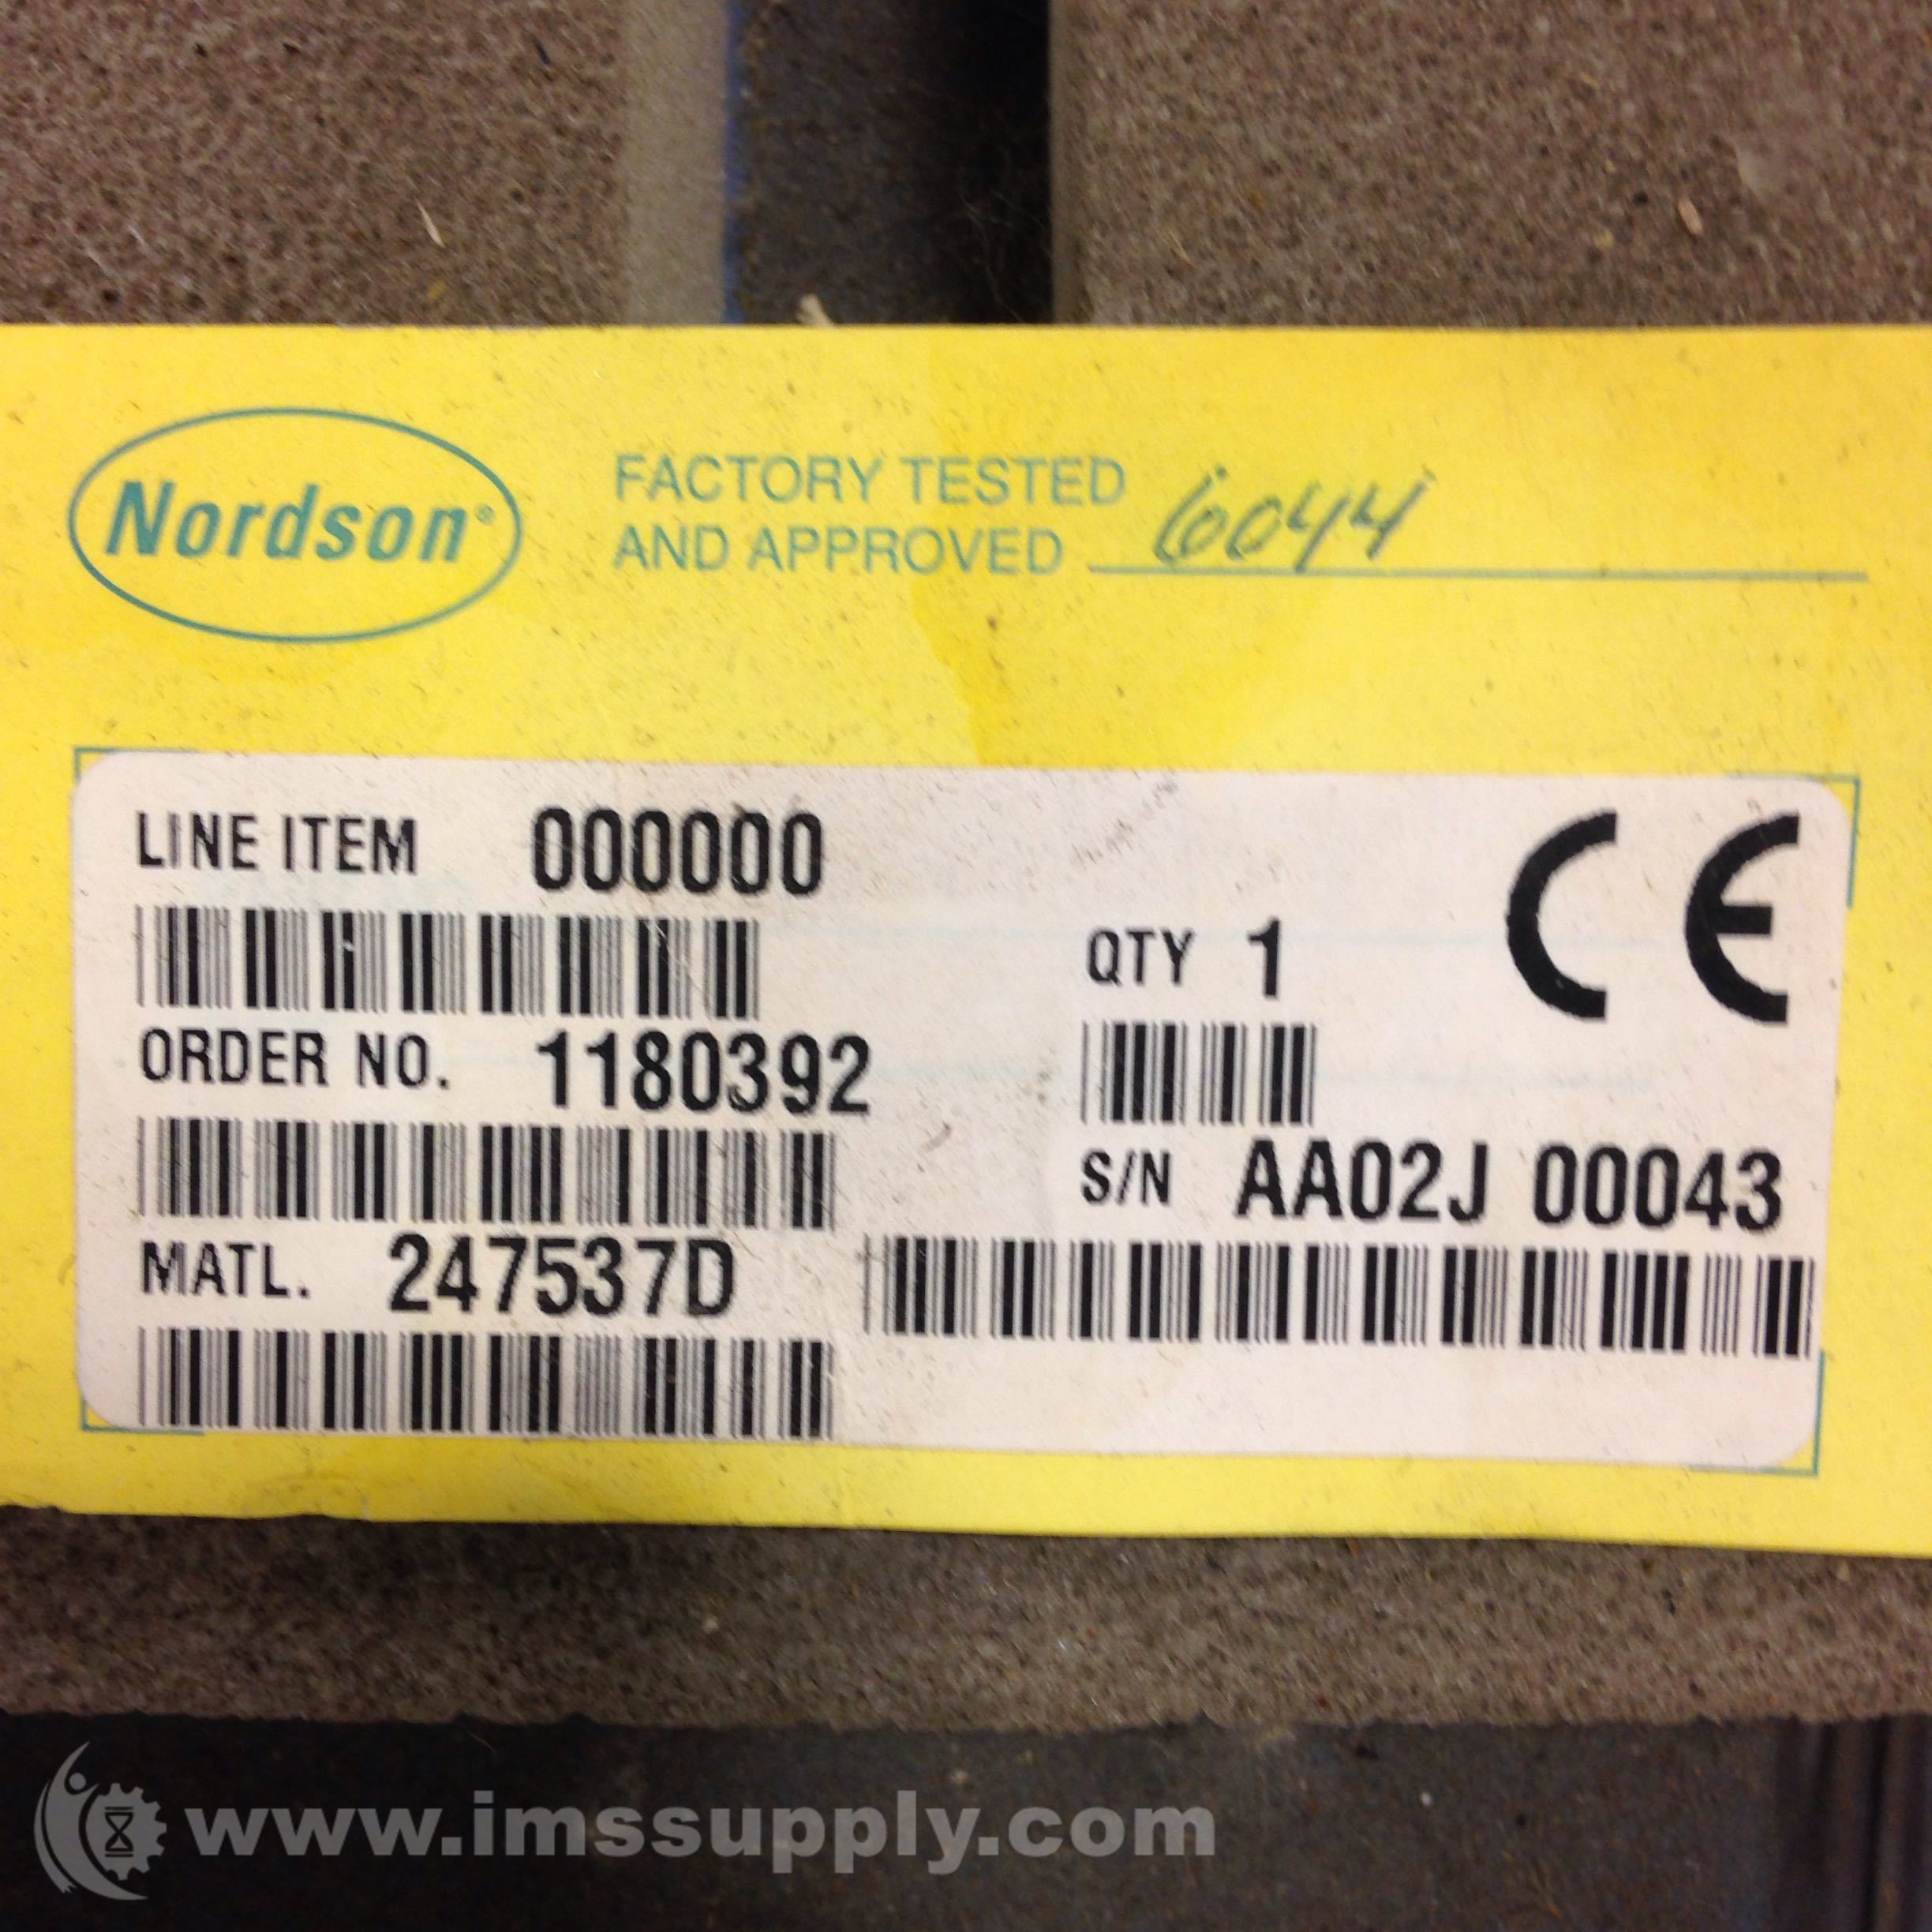 Nordson®
FACTORY TESTED
AND APPROVED 6044
LINE ITEM 000000
QTY 1
CE
ORDER NO. 1180392
S/N AA02J 00043
MATL. 247537D
www.imssupply.com